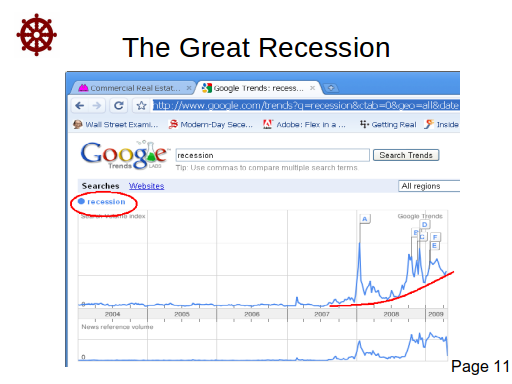 The Great Recession
Commercial Real Estat...
Google Trends: recess...
http://www.google.com/trends?q=recession&ctab=0&geo=all&date
Wall Street Exami...
Modern-Day Sece...
Adobe: Flex in a ...
Getting Real
Inside
Google
Trends LABS
recession
Search Trends
Tip: Use commas to compare multiple search terms
Searches Websites
All regions
recession
Search Volume index
Google Trends
A
D
B C F
E
0
2004 2005 2006 2007 2008 2009
News reference volume
0
Page 11